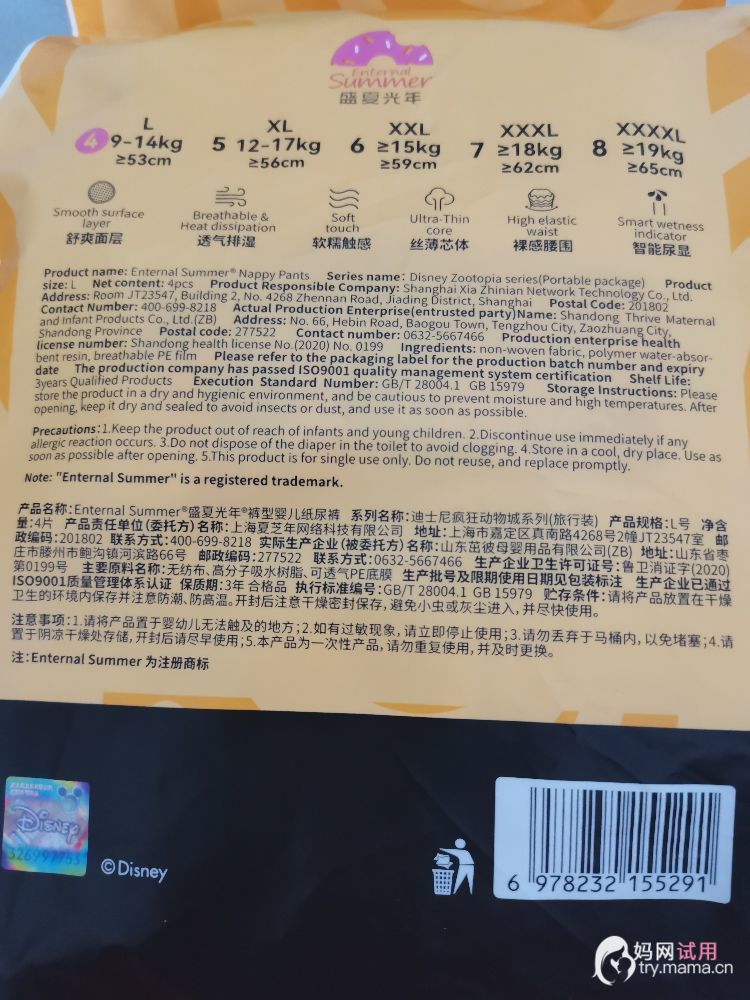 Enternal
Summer
盛夏光年
4 L 9-14kg ≥53cm
5 XL 12-17kg ≥56cm
6 XXL ≥15kg ≥59cm
7 XXXL ≥18kg ≥62cm
8 XXXXL ≥19kg ≥65cm
Smooth surface layer 舒爽面层
Breathable & Heat dissipation 透气排湿
Soft touch 软糯触感
Ultra-Thin core 丝薄芯体
High elastic waist 裸感腰围
Smart wetness indicator 智能尿显
Product name: Enternal Summer® Nappy Pants Series name: Disney Zootopia series(Portable package) Product
size: L Net content: 4pcs Product Responsible Company: Shanghai Xia Zhinian Network Technology Co., Ltd.
Address: Room JT23547, Building 2, No. 4268 Zhennan Road, Jiading District, Shanghai Postal Code: 201802
Contact Number: 400-699-8218 Actual Production Enterprise(entrusted party)Name: Shandong Thrive Maternal
and Infant Products Co., Ltd.(ZB) Address: No. 66, Hebin Road, Baogou Town, Tengzhou City, Zaozhuang City,
Shandong Province Postal code: 277522 Contact number: 0632-5667466 Production enterprise health
license number: Shandong health license No.(2020) No. 0199 Ingredients: non-woven fabric, polymer water-absor-
bent resin, breathable PE film Please refer to the packaging label for the production batch number and expiry
date The production company has passed ISO9001 quality management system certification Shelf Life:
3years Qualified Products Execution Standard Number: GB/T 28004.1 GB 15979 Storage Instructions: Please
store the product in a dry and hygienic environment, and be cautious to prevent moisture and high temperatures. After
opening, keep it dry and sealed to avoid insects or dust, and use it as soon as possible.
Precautions:1.Keep the product out of reach of infants and young children. 2.Discontinue use immediately if any
allergic reaction occurs. 3.Do not dispose of the diaper in the toilet to avoid clogging. 4.Store in a cool, dry place. Use as
soon as possible after opening. 5.This product is for single use only. Do not reuse, and replace promptly.
Note: "Enternal Summer" is a registered trademark.
产品名称:Enternal Summer®盛夏光年®裤型婴儿纸尿裤 系列名称:迪士尼疯狂动物城系列(旅行装) 产品规格:L号 净含
量:4片 产品责任单位(委托方)名称:上海夏芝年网络科技有限公司 地址:上海市嘉定区真南路4268号2幢JT23547室 邮
政编码:201802 联系方式:400-699-8218 实际生产企业(被委托方)名称:山东茁彼母婴用品有限公司(ZB) 地址:山东省枣
庄市滕州市鲍沟镇河滨路66号 邮政编码:277522 联系方式:0632-5667466 生产企业卫生许可证号:鲁卫消证字(2020)
第0199号 主要原料名称:无纺布、高分子吸水树脂、可透气PE底膜 生产批号及限期使用日期见包装标注 生产企业已通过
ISO9001质量管理体系认证 保质期:3年 合格品 执行标准编号:GB/T 28004.1 GB 15979 贮存条件:请将产品放置在干燥
卫生的环境内保存并注意防潮、防高温。开封后注意干燥密封保存,避免小虫或灰尘进入,并尽快使用。
注意事项:1.请将产品置于婴幼儿无法触及的地方;2.如有过敏现象,请立即停止使用;3.请勿丢弃于马桶内,以免堵塞;4.请
置于阴凉干燥处存储,开封后请尽早使用;5.本产品为一次性产品,请勿重复使用,并及时更换。
注:Enternal Summer 为注册商标
Disney
©Disney
6 978232 155291
妈网试用
try.mama.cn